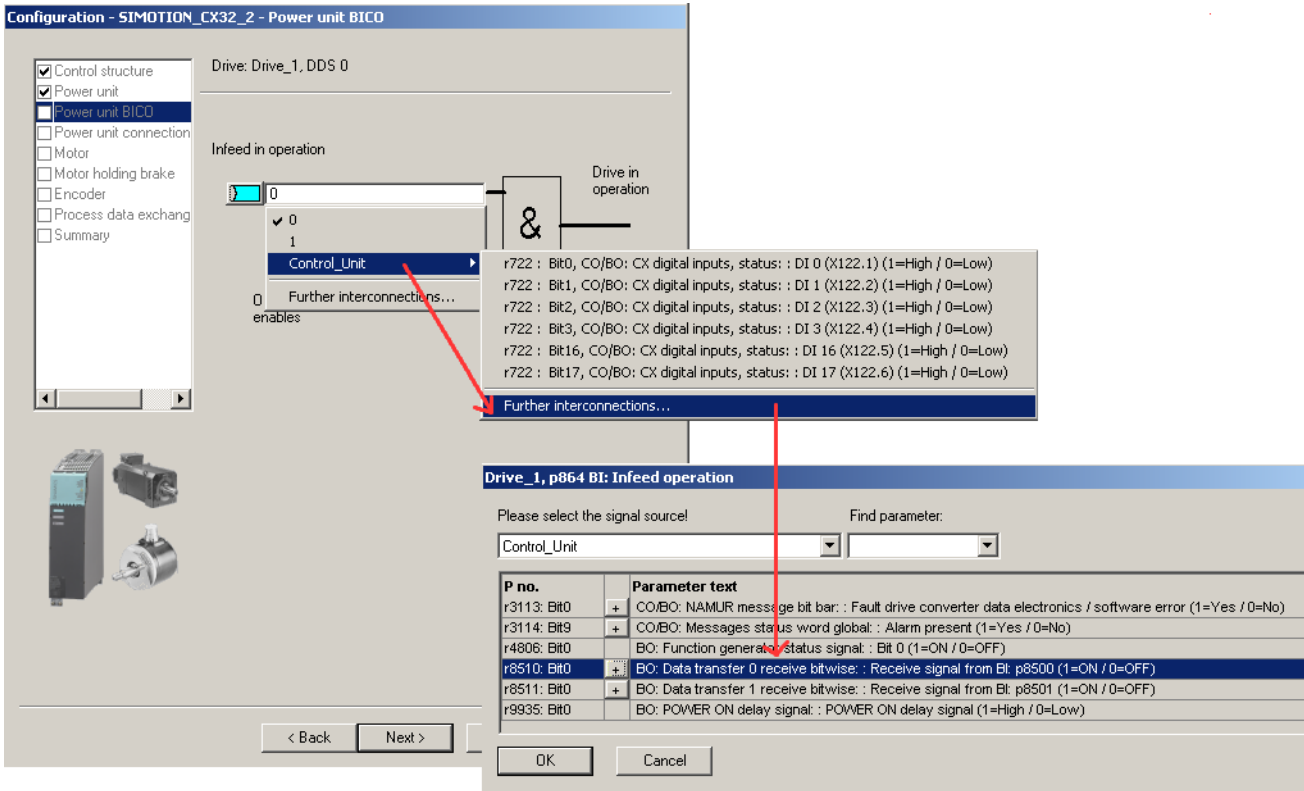 Configuration - SIMOTION_CX32_2 - Power unit BICO
Control structure
Power unit
Power unit BICO
Power unit connection
Motor
Motor holding brake
Encoder
Process data exchang
Summary
Drive: Drive_1, DDS 0
Infeed in operation
0
Drive in
operation
&
0
1
Control_Unit
Further interconnections...
O
enables
r722 : Bit0, CO/BO: CX digital inputs, status: : DI 0 (X122.1) (1=High / 0=Low)
r722 : Bit1, CO/BO: CX digital inputs, status: : DI 1 (X122.2) (1=High / 0=Low)
r722 : Bit2, CO/BO: CX digital inputs, status: : DI 2 (X122.3) (1=High / 0=Low)
r722 : Bit3, CO/BO: CX digital inputs, status: : DI 3 (X122.4) (1=High / 0=Low)
r722 : Bit16, CO/BO: CX digital inputs, status: : DI 16 (X122.5) (1=High / 0=Low)
r722 : Bit17, CO/BO: CX digital inputs, status: : DI 17 (X122.6) (1=High / 0=Low)
Further interconnections...
Drive_1, p864 BI: Infeed operation
Please select the signal source!
Find parameter:
Control_Unit
P no. Parameter text
r3113: Bit0 + CO/BO: NAMUR message bit bar: : Fault drive converter data electronics / software error (1=Yes / 0=No)
r3114: Bit9 + CO/BO: Messages status word global: : Alarm present (1=Yes / 0=No)
r4806: Bit0 BO: Function generator status signal: : Bit 0 (1=ON / 0=OFF)
r8510: Bit0 + BO: Data transfer 0 receive bitwise: : Receive signal from BI: p8500 (1=ON / 0=OFF)
r8511: Bit0 + BO: Data transfer 1 receive bitwise: : Receive signal from BI: p8501 (1=ON / 0=OFF)
r9935: Bit0 BO: POWER ON delay signal: : POWER ON delay signal (1=High / 0=Low)
< Back
Next >
OK
Cancel